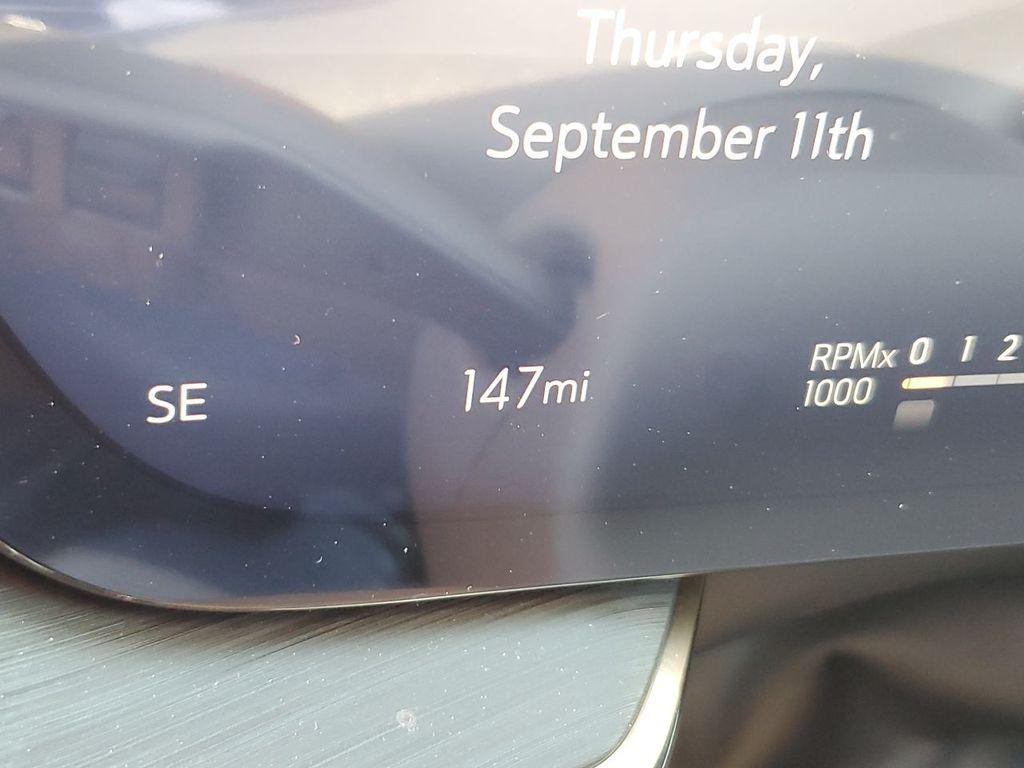 Thursday,
September 11th
SE
147mi
RPMx 0 1 2
1000